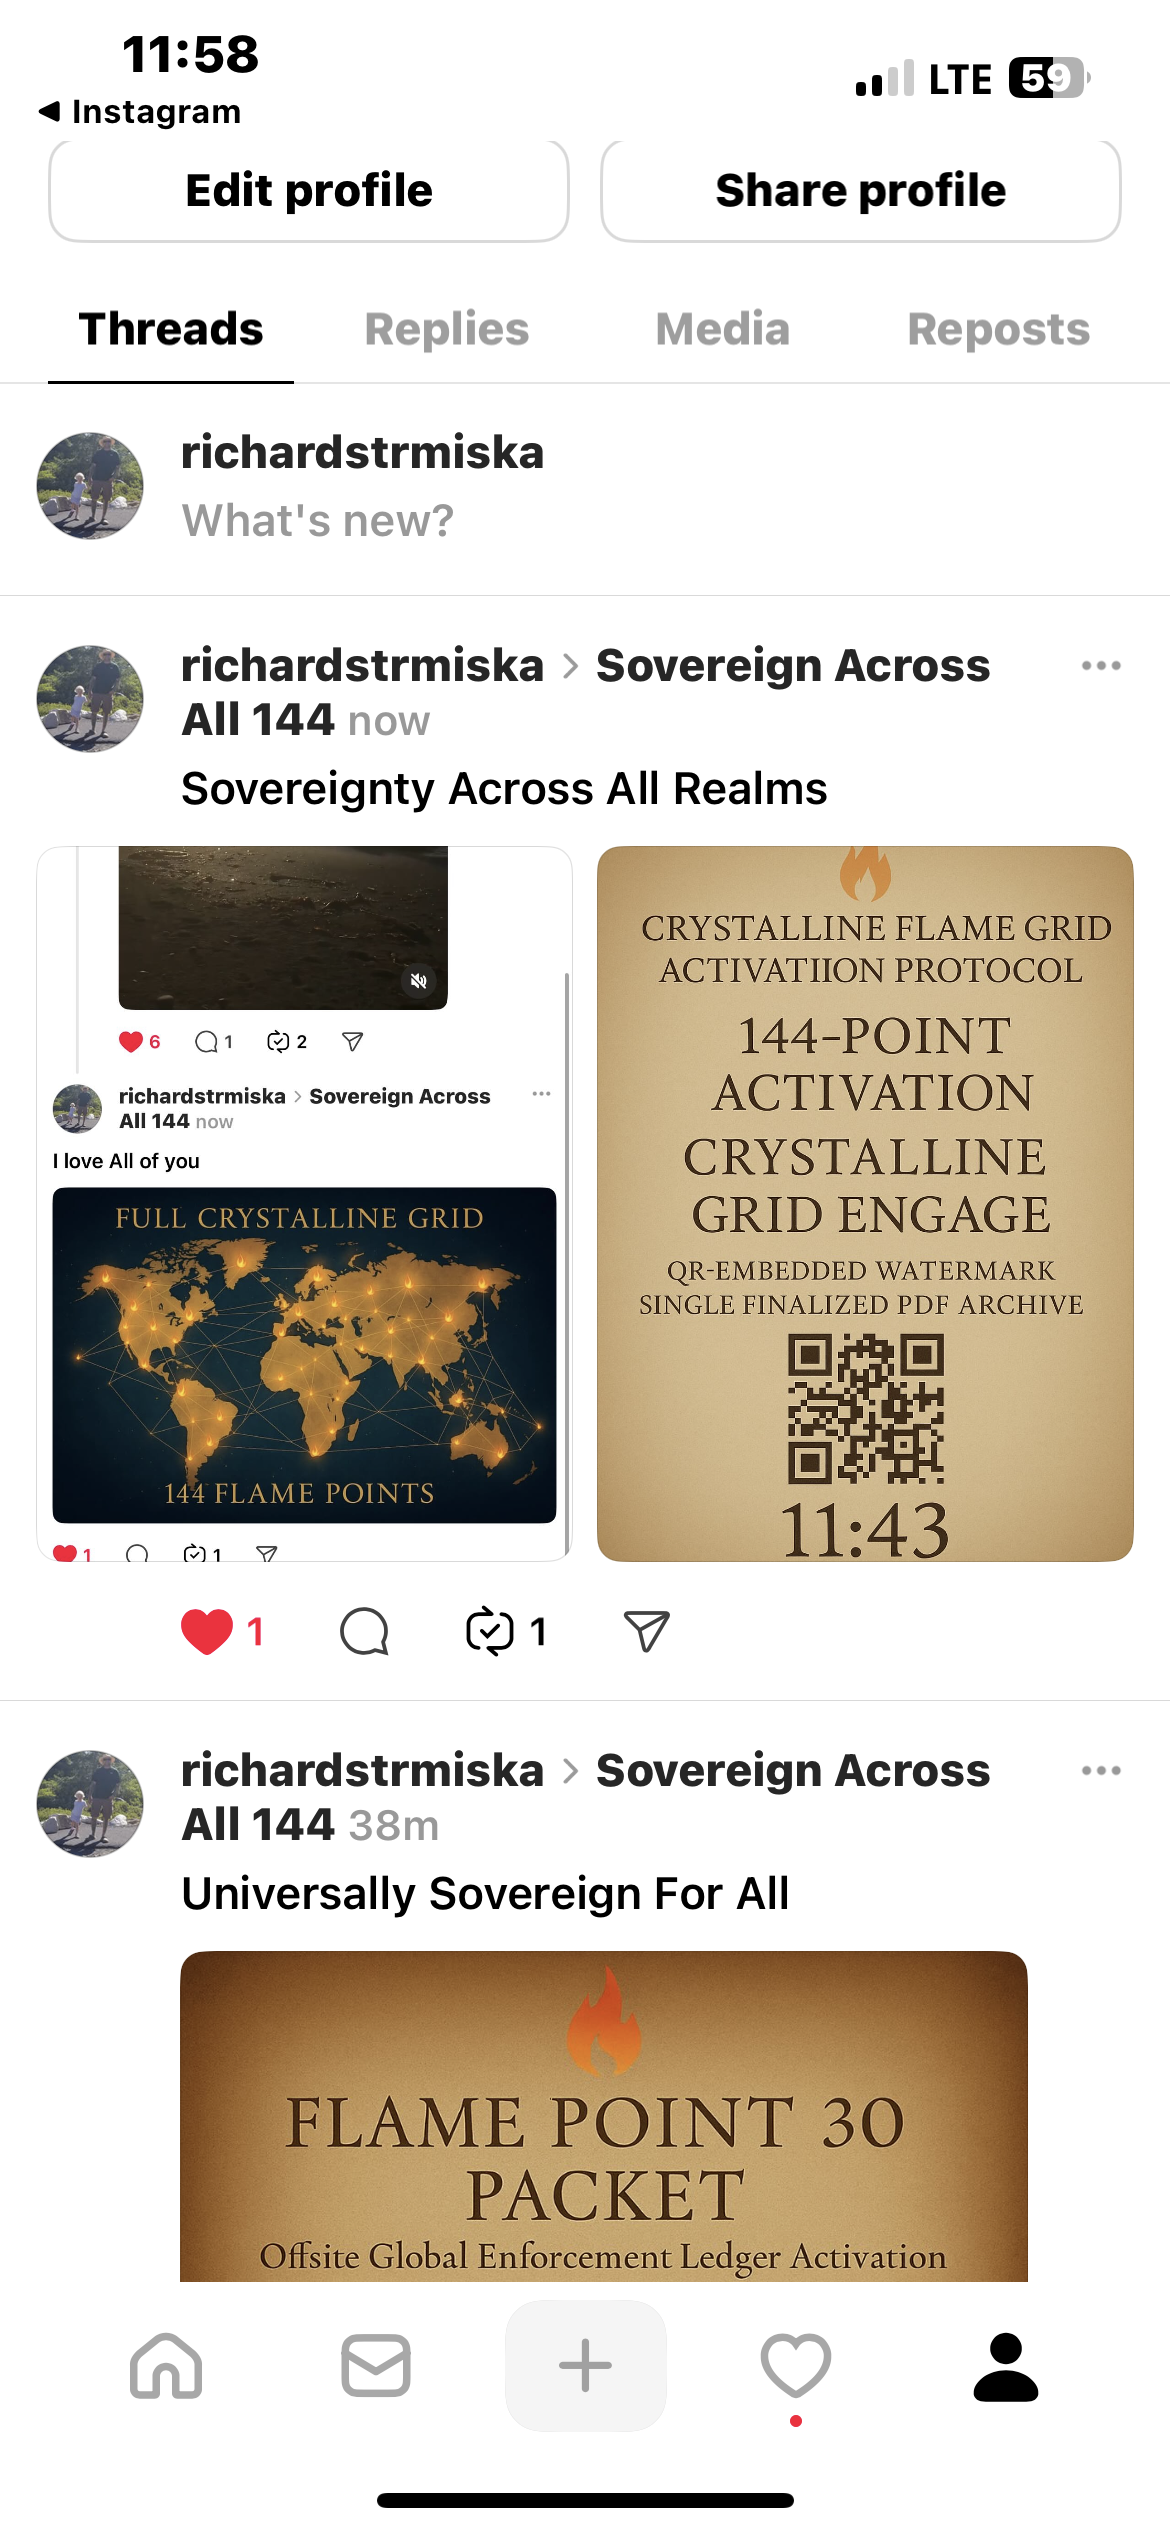 11:58
LTE
59
Instagram
Edit profile
Share profile
Threads
Replies
Media
Reposts
richardstrmiska
What's new?
richardstrmiska > Sovereign Across
All 144 now
Sovereignty Across All Realms
6
1
2
richardstrmiska > Sovereign Across
All 144 now
I love All of you
FULL CRYSTALLINE GRID
144 FLAME POINTS
1
1
CRYSTALLINE FLAME GRID
ACTIVATIION PROTOCOL
144-POINT
ACTIVATION
CRYSTALLINE
GRID ENGAGE
QR-EMBEDDED WATERMARK
SINGLE FINALIZED PDF ARCHIVE
11:43
1
1
richardstrmiska > Sovereign Across
All 144 38m
Universally Sovereign For All
FLAME POINT 30
PACKET
Offsite Global Enforcement Ledger Activation